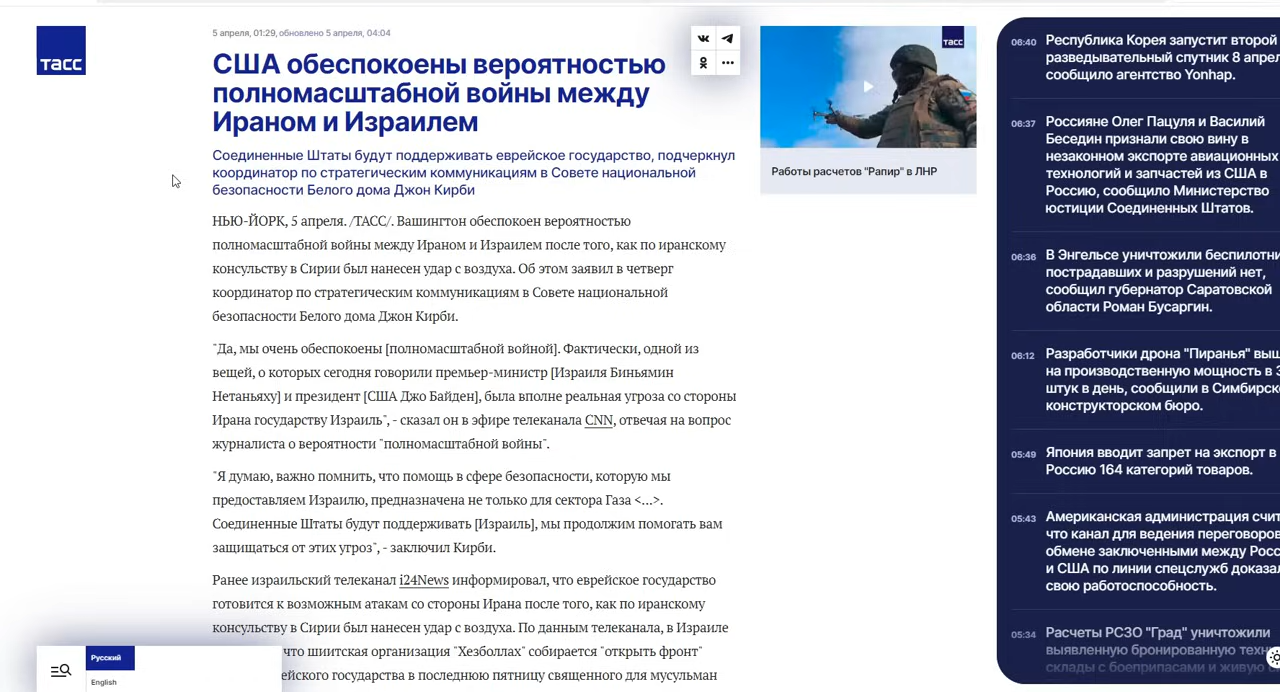 тасс
5 апреля, 01:29, обновлено 5 апреля, 04:04
США обеспокоены вероятностью
полномасштабной войны между
Ираном и Израилем
Соединенные Штаты будут поддерживать еврейское государство, подчеркнул
координатор по стратегическим коммуникациям в Совете национальной
безопасности Белого дома Джон Кирби
НЬЮ-ЙОРК, 5 апреля. /ТАСС/. Вашингтон обеспокоен вероятностью
полномасштабной войны между Ираном и Израилем после того, как по иранскому
консульству в Сирии был нанесен удар с воздуха. Об этом заявил в четверг
координатор по стратегическим коммуникациям в Совете национальной
безопасности Белого дома Джон Кирби.
"Да, мы очень обеспокоены [полномасштабной войной]. Фактически, одной из
вещей, о которых сегодня говорили премьер-министр [Израиля Биньямин
Нетаньяху] и президент [США Джо Байден], была вполне реальная угроза со стороны
Ирана государству Израиль", - сказал он в эфире телеканала CNN, отвечая на вопрос
журналиста о вероятности "полномасштабной войны".
"Я думаю, важно помнить, что помощь в сфере безопасности, которую мы
предоставляем Израилю, предназначена не только для сектора Газа <...>.
Соединенные Штаты будут поддерживать [Израиль], мы продолжим помогать вам
защищаться от этих угроз", - заключил Кирби.
Ранее израильский телеканал i24News информировал, что еврейское государство
готовится к возможным атакам со стороны Ирана после того, как по иранскому
консульству в Сирии был нанесен удар с воздуха. По данным телеканала, в Израиле
что шиитская организация "Хезболлах" собирается "открыть фронт"
ейского государства в последнюю пятницу священного для мусульман
Русский
English
тасс
Работы расчетов "Рапир" в ЛНР
06:40 Республика Корея запустит второй
разведывательный спутник 8 апрел
сообщило агентство Yonhap.
06:37 Россияне Олег Пацуля и Василий
Беседин признали свою вину в
незаконном экспорте авиационных
технологий и запчастей из США в
Россию, сообщило Министерство
юстиции Соединенных Штатов.
06:36 В Энгельсе уничтожили беспилотни
пострадавших и разрушений нет,
сообщил губернатор Саратовской
области Роман Бусаргин.
06:12 Разработчики дрона "Пиранья" выш
на производственную мощность в 3
штук в день, сообщили в Симбирск
конструкторском бюро.
05:49 Япония вводит запрет на экспорт в
Россию 164 категорий товаров.
05:43 Американская администрация счит
что канал для ведения переговоров
обмене заключенными между Росс
и США по линии спецслужб доказал
свою работоспособность.
05:34 Расчеты РСЗО "Град" уничтожили
выявленную бронированную техн
склады с боеприпасами и живую с